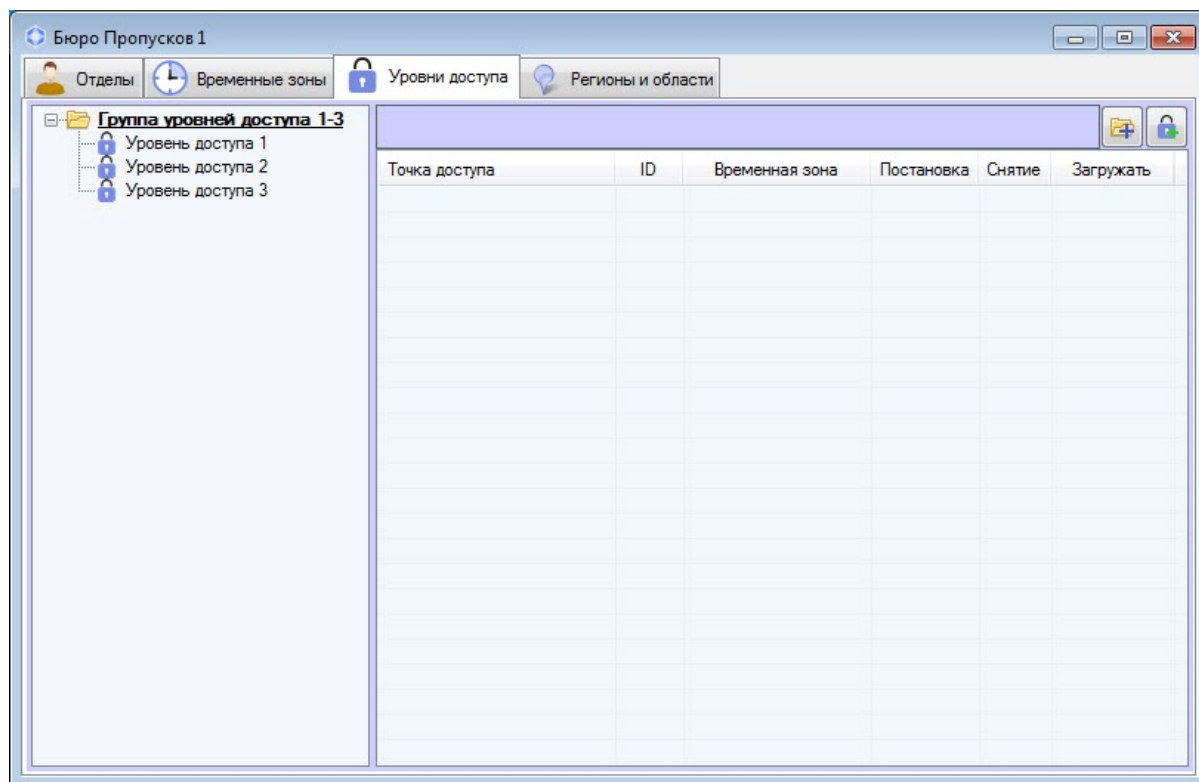 Бюро Пропусков 1
Отделы Временные зоны Уровни доступа Регионы и области
Группа уровней доступа 1-3
Уровень доступа 1
Уровень доступа 2
Уровень доступа 3
Точка доступа ID Временная зона Постановка Снятие Загружать